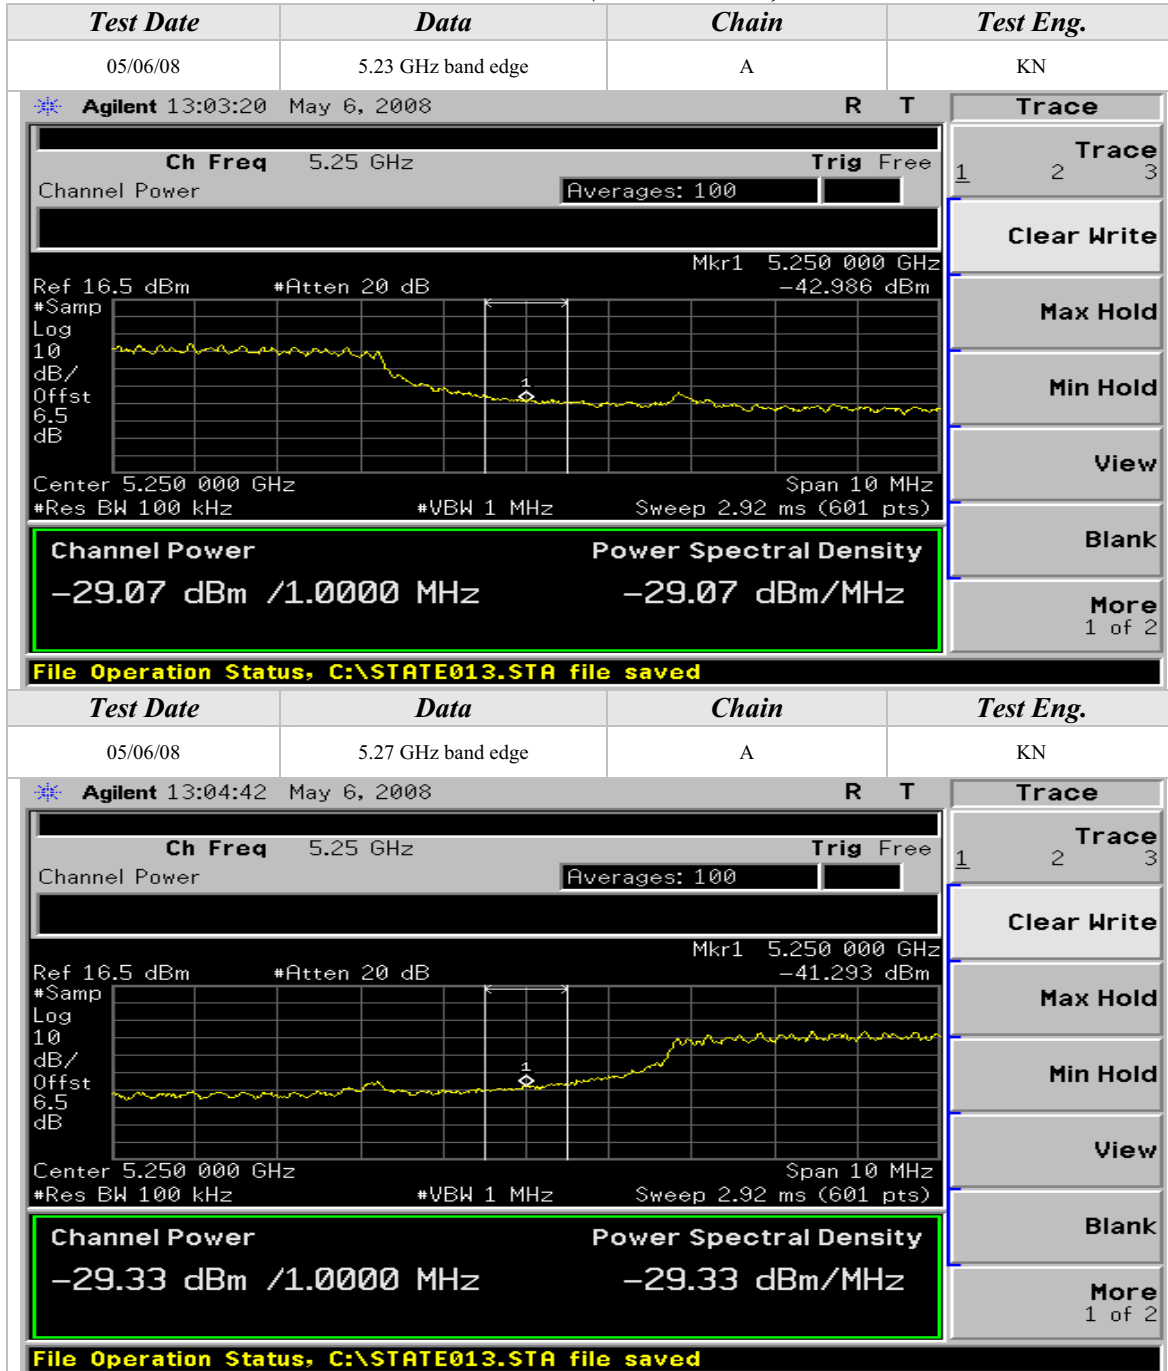 Test Date Data Chain Test Eng.
05/06/08 5.23 GHz band edge A KN
Agilent 13:03:20 May 6, 2008 R T Trace
Ch Freq 5.25 GHz Trig Free
Channel Power Averages: 100
Trace
1 2 3
Clear Write
Mkr1 5.250 000 GHz
Ref 16.5 dBm #Atten 20 dB -42.986 dBm
#Samp
Log
10
dB/
Offst
6.5
dB
1
Max Hold
Min Hold
View
Center 5.250 000 GHz Span 10 MHz
#Res BW 100 kHz #VBW 1 MHz Sweep 2.92 ms (601 pts)
Blank
Channel Power Power Spectral Density
-29.07 dBm /1.0000 MHz -29.07 dBm/MHz
More
1 of 2
File Operation Status, C:\STATE013.STA file saved
Test Date Data Chain Test Eng.
05/06/08 5.27 GHz band edge A KN
Agilent 13:04:42 May 6, 2008 R T Trace
Ch Freq 5.25 GHz Trig Free
Channel Power Averages: 100
Trace
1 2 3
Clear Write
Mkr1 5.250 000 GHz
Ref 16.5 dBm #Atten 20 dB -41.293 dBm
#Samp
Log
10
dB/
Offst
6.5
dB
1
Max Hold
Min Hold
View
Center 5.250 000 GHz Span 10 MHz
#Res BW 100 kHz #VBW 1 MHz Sweep 2.92 ms (601 pts)
Blank
Channel Power Power Spectral Density
-29.33 dBm /1.0000 MHz -29.33 dBm/MHz
More
1 of 2
File Operation Status, C:\STATE013.STA file saved